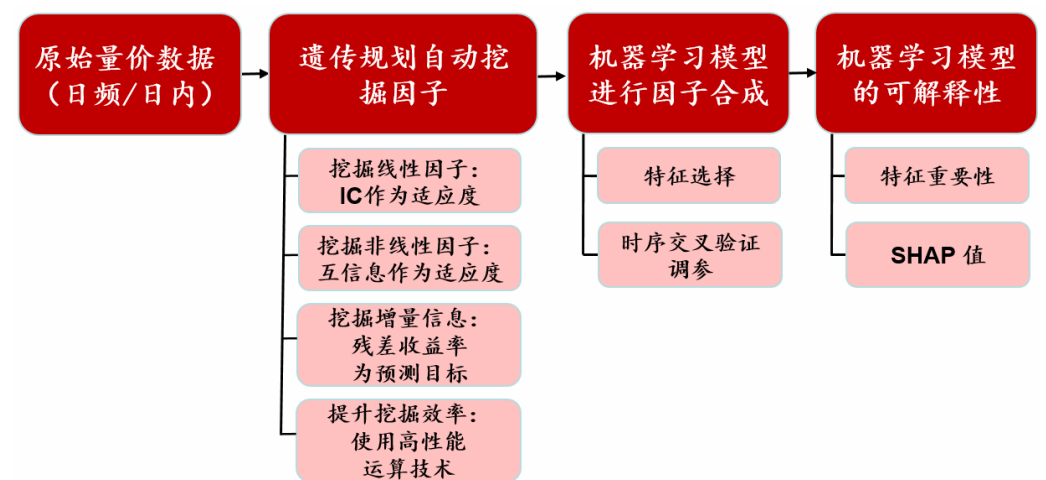 原始量价数据
（日频/日内）
遗传规划自动挖
掘因子
机器学习模型
进行因子合成
机器学习模型
的可解释性
挖掘线性因子：
IC作为适应度
挖掘非线性因子：
互信息作为适应度
挖掘增量信息：
残差收益率
为预测目标
提升挖掘效率：
使用高性能
运算技术
特征选择
时序交叉验证
调参
特征重要性
SHAP 值